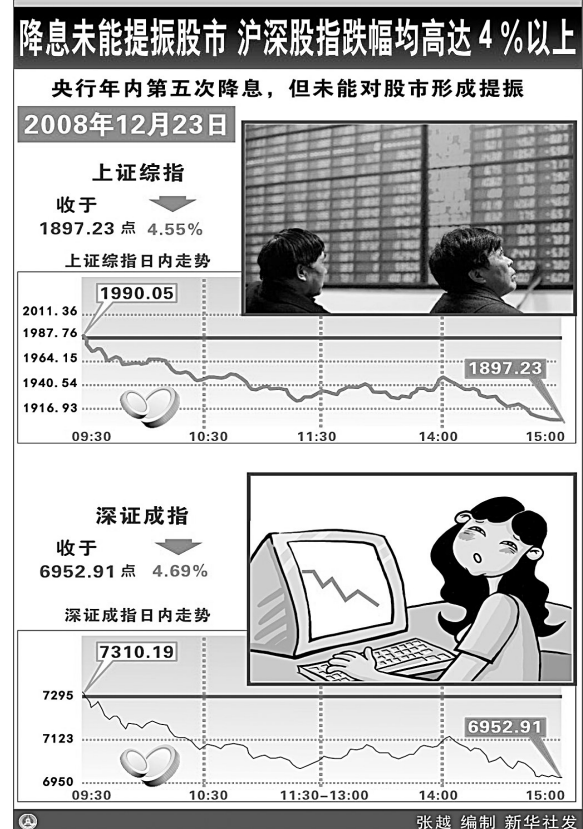 降息未能提振股市 沪深股指跌幅均高达4%以上
央行年内第五次降息，但未能对股市形成提振
2008年12月23日
上证综指
收于
1897.23 点 4.55%
上证综指日内走势
1990.05
2011.36
1987.76
1964.15
1940.54
1916.93
1897.23
09:30 10:30 11:30 14:00 15:00
深证成指
收于
6952.91 点 4.69%
深证成指日内走势
7310.19
7295
7123
6950
6952.91
09:30 10:30 11:30-13:00 14:00 15:00
张越 编制 新华社发